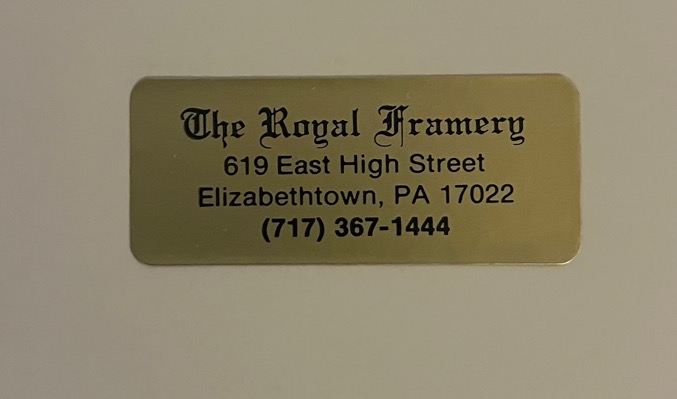 The Royal Framery
619 East High Street
Elizabethtown, PA 17022
(717) 367-1444